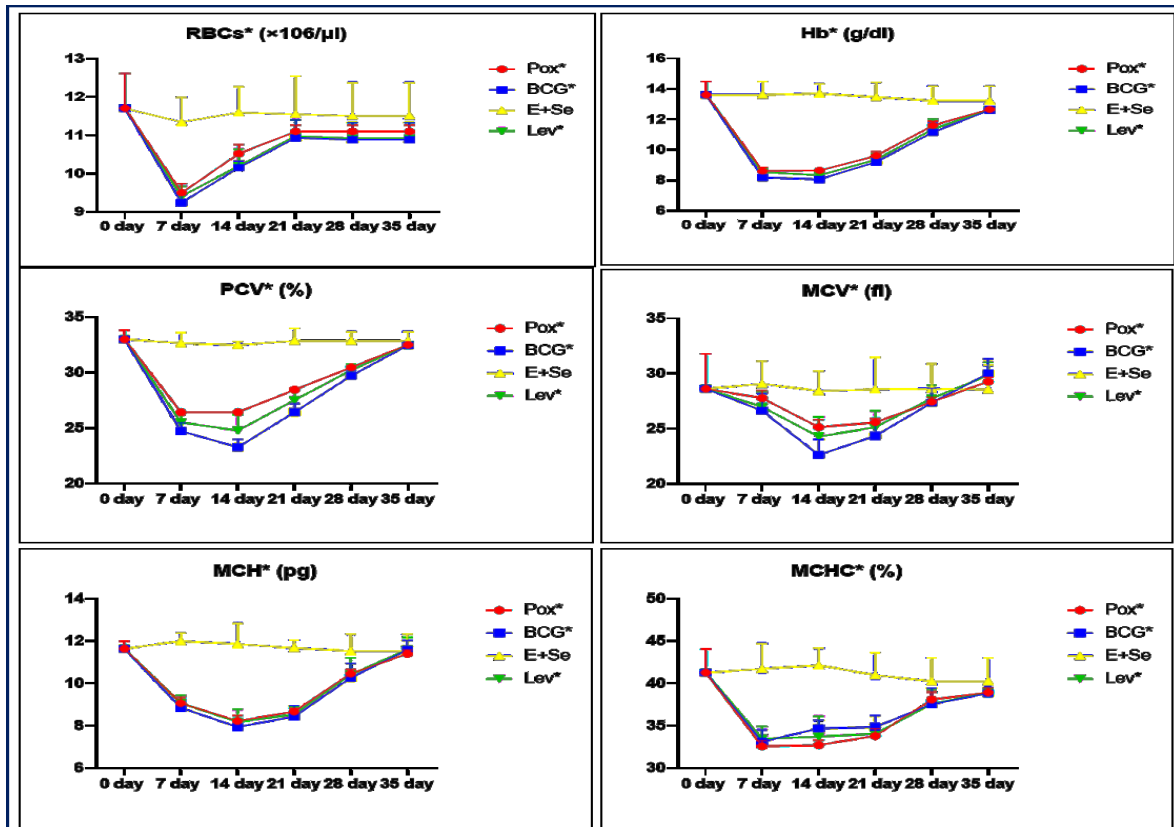 RBCs* (×106/µl)
13
12
11
10
9
0 day 7 day 14 day 21 day 28 day 35 day
Pox*
BCG*
E+Se
Lev*
Hb* (g/dl)
16
14
12
10
8
6
0 day 7 day 14 day 21 day 28 day 35 day
Pox*
BCG*
E+Se
Lev*
PCV* (%)
35
30
25
20
0 day 7 day 14 day 21 day 28 day 35 day
Pox*
BCG*
E+Se
Lev*
MCV* (fl)
35
30
25
20
0 day 7 day 14 day 21 day 28 day 35 day
Pox*
BCG*
E+Se
Lev*
MCH* (pg)
14
12
10
8
6
0 day 7 day 14 day 21 day 28 day 35 day
Pox*
BCG*
E+Se
Lev*
MCHC* (%)
50
45
40
35
30
0 day 7 day 14 day 21 day 28 day 35 day
Pox*
BCG*
E+Se
Lev*